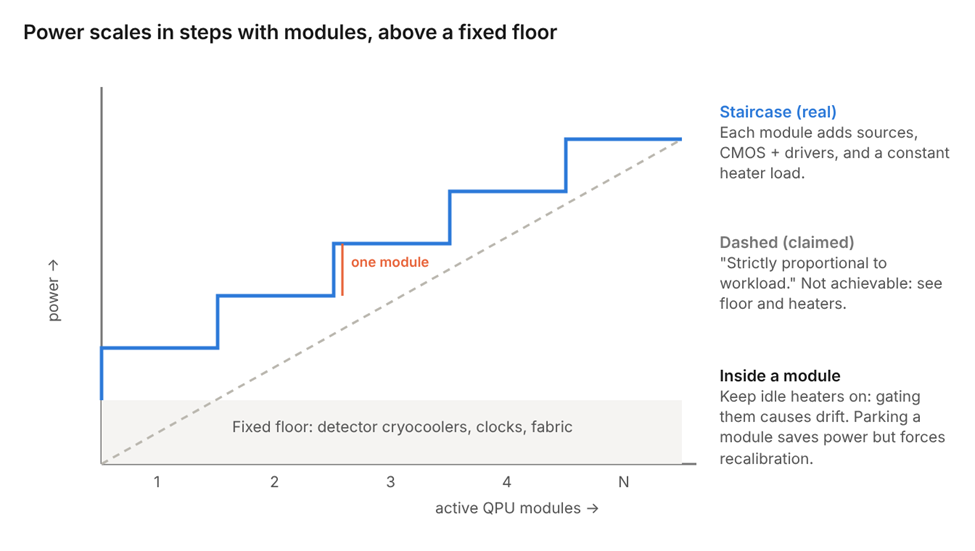 Power scales in steps with modules, above a fixed floor
Staircase (real)
Each module adds sources,
CMOS + drivers, and a constant
heater load.
Dashed (claimed)
"Strictly proportional to
workload." Not achievable: see
floor and heaters.
Inside a module
Keep idle heaters on: gating
them causes drift. Parking a
module saves power but forces
recalibration.
power →
one module
Fixed floor: detector cryocoolers, clocks, fabric
1 2 3 4 N
active QPU modules →